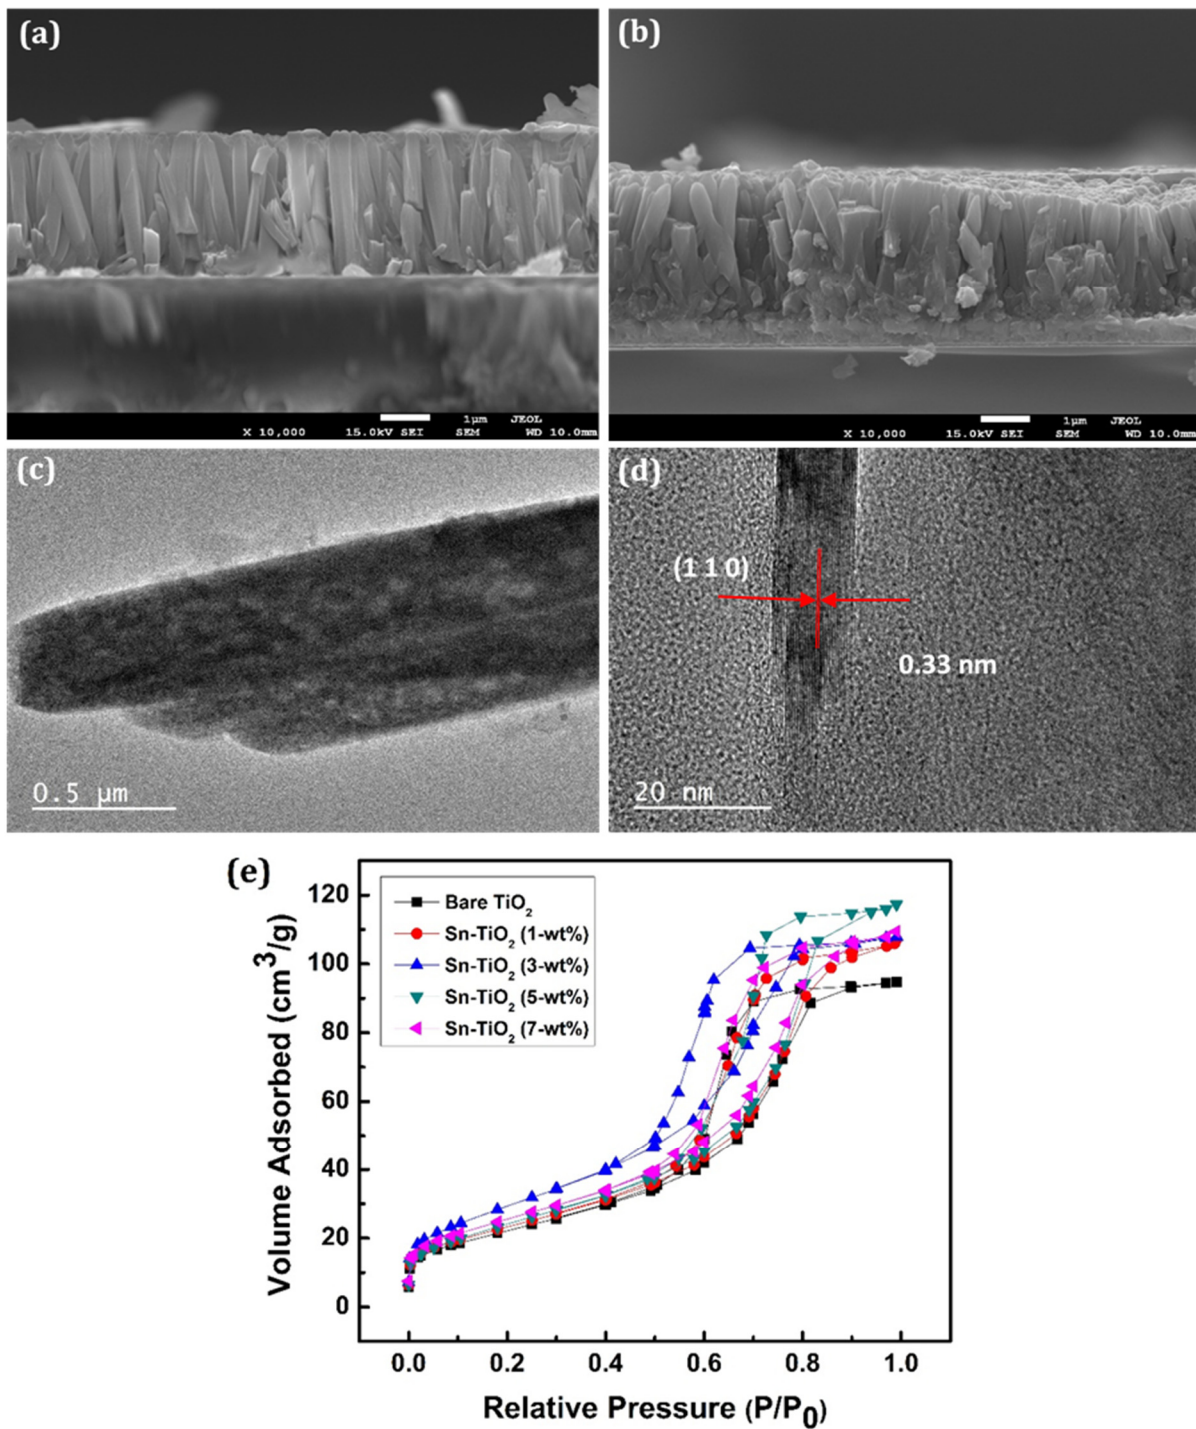 (a)
1μm JEOL
X 10,000 15.0kV SEI SEM WD 10.0mm
(b)
1μm JEOL
X 10,000 15.0kV SEI SEM WD 10.0mm
(c)
0.5 μm
(d)
(1 1 0)
0.33 nm
20 nm
(e)
Bare TiO₂
Sn-TiO₂ (1-wt%)
Sn-TiO₂ (3-wt%)
Sn-TiO₂ (5-wt%)
Sn-TiO₂ (7-wt%)
Volume Adsorbed (cm³/g)
120
100
80
60
40
20
0
0.0 0.2 0.4 0.6 0.8 1.0
Relative Pressure (P/P₀)